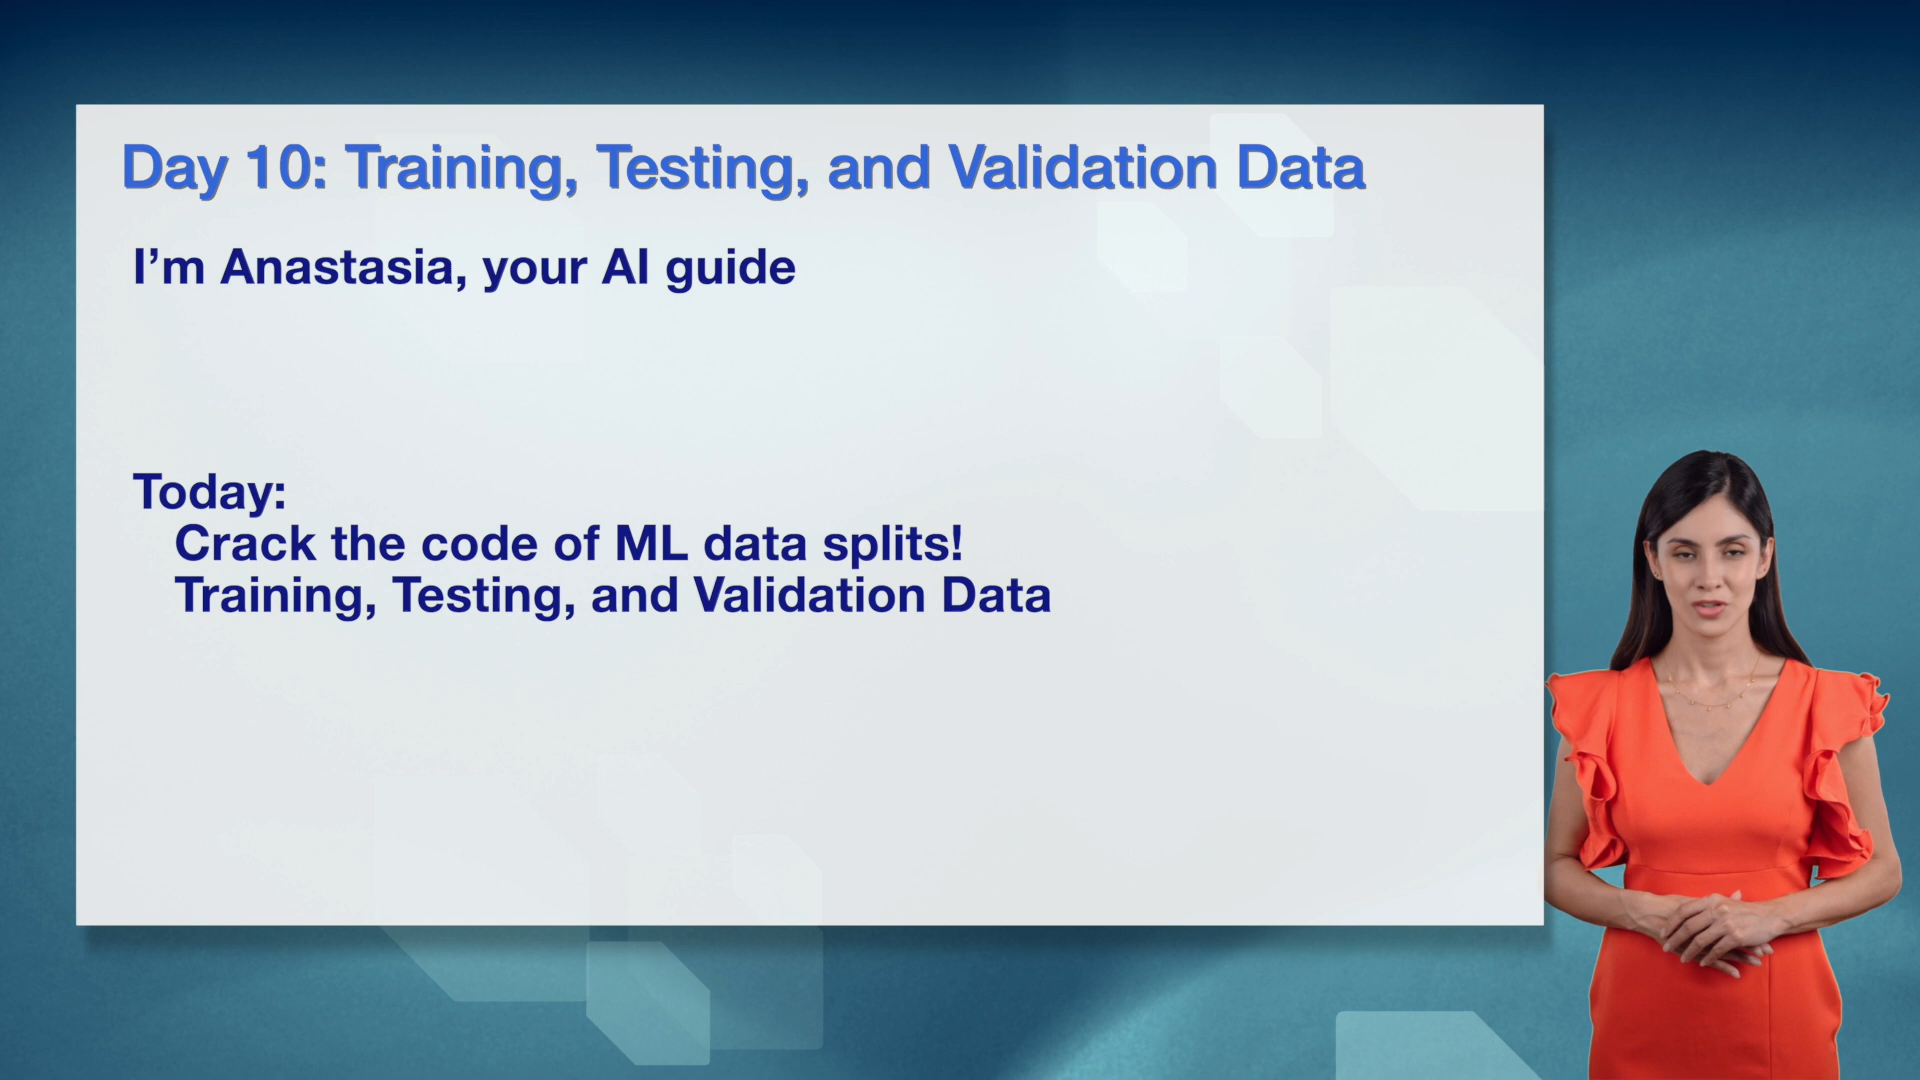 Day 10: Training, Testing, and Validation Data
I’m Anastasia, your AI guide
Today:
Crack the code of ML data splits!
Training, Testing, and Validation Data